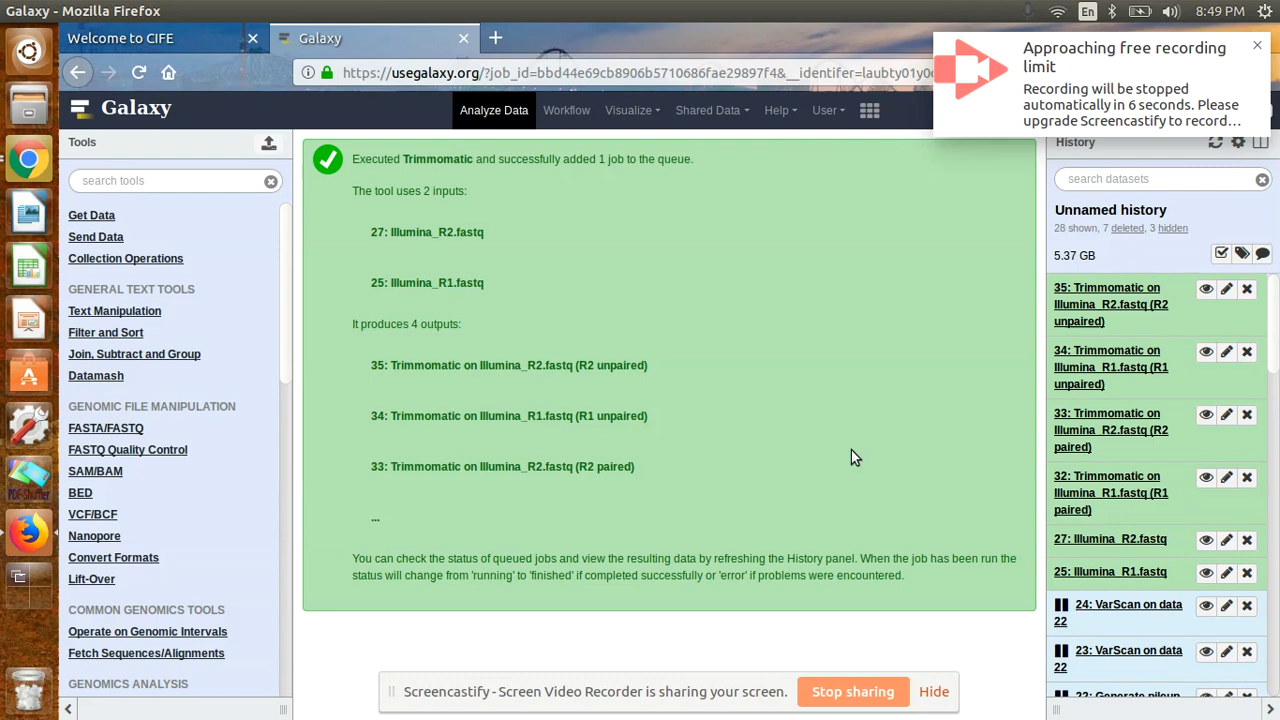 Galaxy - Mozilla Firefox
En
8:49 PM
Welcome to CIFE
Galaxy
https://usegalaxy.org/?job_id=bbd44e69cb8906b5710686fae29897f4&__identifer=laubty01y0
Approaching free recording
limit
Recording will be stopped
automatically in 6 seconds. Please
upgrade Screencastify to record…
Galaxy
Analyze Data
Workflow
Visualize
Shared Data
Help
User
Tools
search tools
Get Data
Send Data
Collection Operations
GENERAL TEXT TOOLS
Text Manipulation
Filter and Sort
Join, Subtract and Group
Datamash
GENOMIC FILE MANIPULATION
FASTA/FASTQ
FASTQ Quality Control
SAM/BAM
BED
VCF/BCF
Nanopore
Convert Formats
Lift-Over
COMMON GENOMICS TOOLS
Operate on Genomic Intervals
Fetch Sequences/Alignments
GENOMICS ANALYSIS
PDF-Shuffler
Executed Trimmomatic and successfully added 1 job to the queue.
The tool uses 2 inputs:
27: Illumina_R2.fastq
25: Illumina_R1.fastq
It produces 4 outputs:
35: Trimmomatic on Illumina_R2.fastq (R2 unpaired)
34: Trimmomatic on Illumina_R1.fastq (R1 unpaired)
33: Trimmomatic on Illumina_R2.fastq (R2 paired)
...
You can check the status of queued jobs and view the resulting data by refreshing the History panel. When the job has been run the
status will change from 'running' to 'finished' if completed successfully or 'error' if problems were encountered.
History
search datasets
Unnamed history
28 shown, 7 deleted, 3 hidden
5.37 GB
35: Trimmomatic on
Illumina_R2.fastq (R2
unpaired)
34: Trimmomatic on
Illumina_R1.fastq (R1
unpaired)
33: Trimmomatic on
Illumina_R2.fastq (R2
paired)
32: Trimmomatic on
Illumina_R1.fastq (R1
paired)
27: Illumina_R2.fastq
25: Illumina_R1.fastq
24: VarScan on data
22
23: VarScan on data
22
22: Generate pileup
Screencastify - Screen Video Recorder is sharing your screen.
Stop sharing
Hide